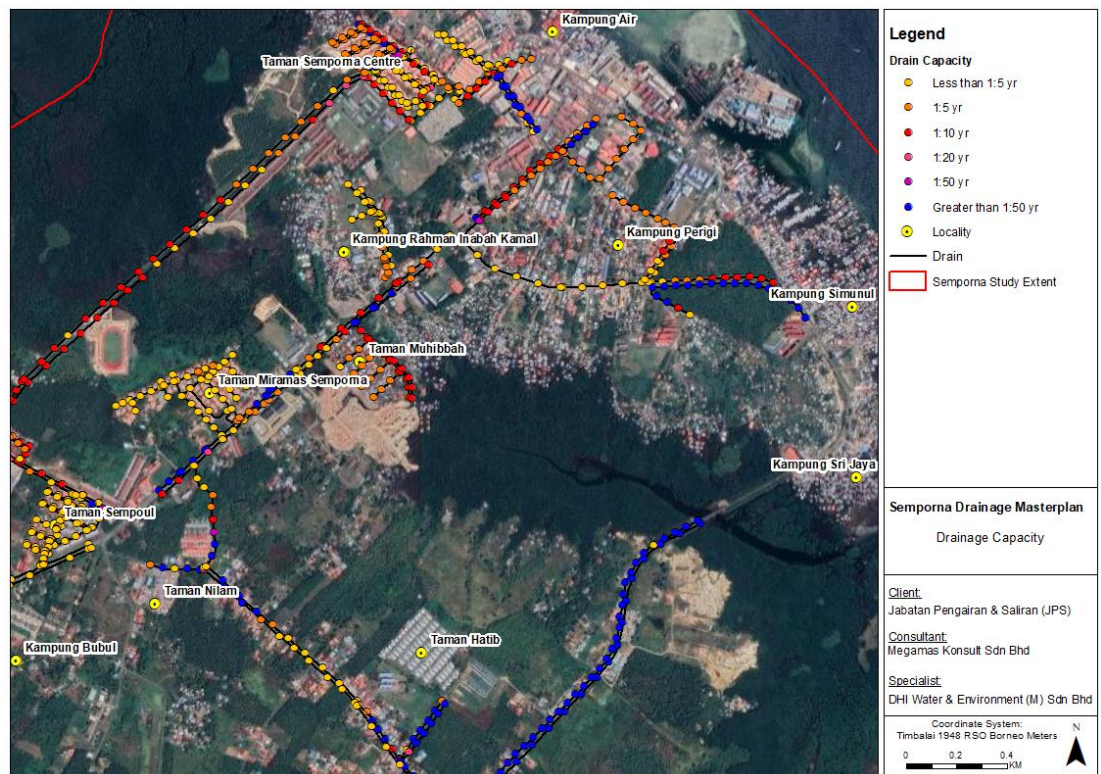 Kampung Air
Taman Semporna Centre
Kampung Rahman Inabah Kamal
Kampung Perigi
Kampung Simunul
Taman Muhibbah
Taman Miramas Semporna
Kampung Sri Jaya
Taman Sempoul
Taman Nilam
Taman Hatib
Kampung Bubul
Legend
Drain Capacity
Less than 1:5 yr
1:5 yr
1:10 yr
1:20 yr
1:50 yr
Greater than 1:50 yr
Locality
Drain
Semporna Study Extent
Semporna Drainage Masterplan
Drainage Capacity
Client:
Jabatan Pengairan & Saliran (JPS)
Consultant:
Megamas Konsult Sdn Bhd
Specialist:
DHI Water & Environment (M) Sdn Bhd
Coordinate System:
Timbalai 1948 RSO Borneo Meters
N
0 0.2 0.4
KM